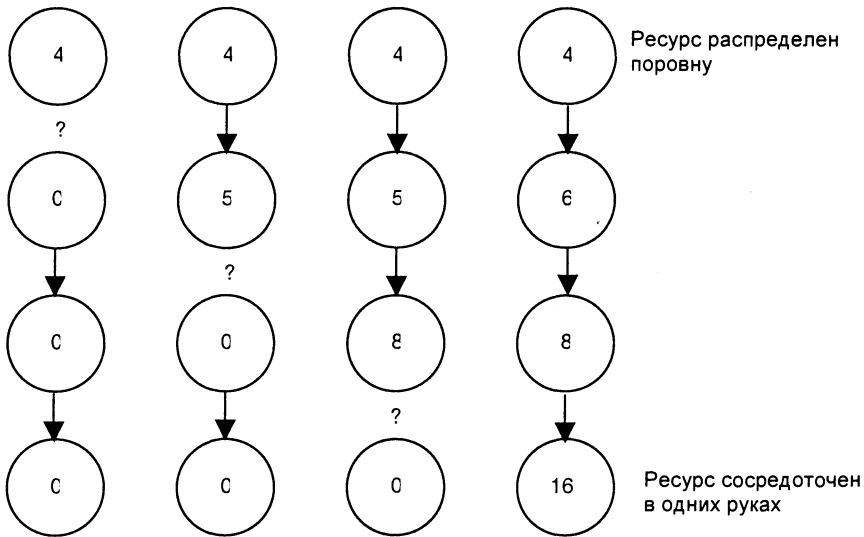 4 4 4 4 Ресурс распределен
поровну
?
0 5 5 6
?
0 0 8 8
?
0 0 0 16 Ресурс сосредоточен
в одних руках